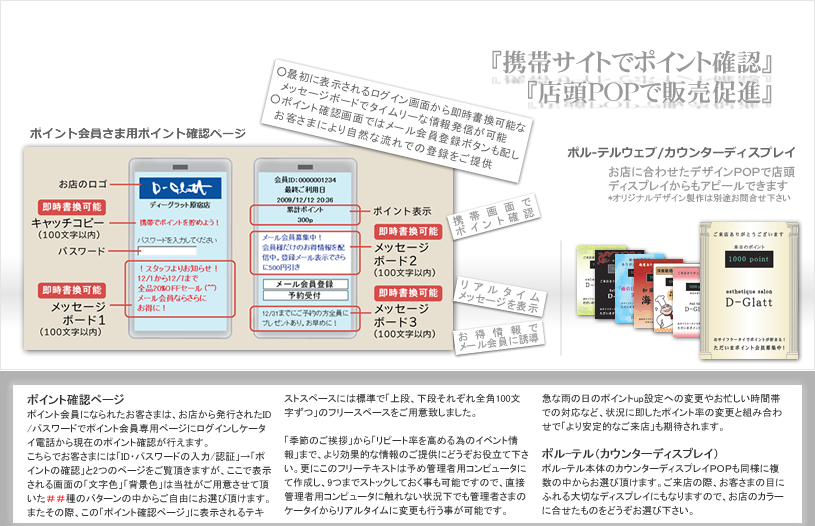 『携帯サイトでポイント確認』
『店頭POPで販売促進』
○最初に表示されるログイン画面から即時書換可能な
メッセージボードでタイムリーな情報発信が可能
○ポイント確認画面ではメール会員登録ボタンも配し
お客さまにより自然な流れでの登録をご提供
ポイント会員さま用ポイント確認ページ
お店のロゴ
即時書換可能
キャッチコピー
(100文字以内)
パスワード
即時書換可能
メッセージ
ボード1
(100文字以内)
D-Glatt
ディーグラット原宿店
携帯でポイントを貯めよう!
パスワードを入力してください
！スタッフよりお知らせ！
12/1から12/7まで
全品20%OFFセール(^^)
メール会員ならさらに
お得に！
会員ID:0000001234
最終ご利用日
2009/12/12 20:36
累計ポイント
300p
メール会員募集中！
会員様だけのお得情報を配
信中。登録メール表示でさら
に500円引き
メール会員登録
予約受付
12/31までにご予約の方全員に
プレゼントあり。お早めに！
ポイント表示
即時書換可能
メッセージ
ボード2
(100文字以内)
即時書換可能
メッセージ
ボード3
(100文字以内)
携帯画面で
ポイント確認
リアルタイム
メッセージを表示
お得情報で
メール会員に誘導
ポル-テルウェブ/カウンターディスプレイ
お店に合わせたデザインPOPで店頭
ディスプレイからもアピールできます
*オリジナルデザイン製作は別途お問合せ下さい
ご来店ありがとうございます
来店のポイント
1000 point
esthetique salon
D-Glatt
おサイフケータイでポイントが貯まる！
ただいまポイント会員募集中！
ポイント確認ページ
ポイント会員になられたお客さまは、お店から発行されたID
/パスワードでポイント会員専用ページにログインしケータ
イ電話から現在のポイント確認が行えます。
こちらでお客さまには「ID・パスワードの入力/認証」→「ポ
イントの確認」と2つのページをご覧頂きますが、ここで表示
される画面の「文字色」「背景色」は当社がご用意させて頂
いた##種のパターンの中からご自由にお選び頂けます。
またその際、この「ポイント確認ページ」に表示されるテキ
ストスペースには標準で「上段、下段それぞれ全角100文
字ずつ」のフリースペースをご用意致しました。
「季節のご挨拶」から「リピート率を高める為のイベント情
報」まで、より効果的な情報のご提供にどうぞお役立て下さ
い。更にこのフリーテキストは予め管理者用コンピュータに
て作成し、9つまでストックしておく事も可能ですので、直接
管理者用コンピュータに触れない状況下でも管理者さまの
ケータイからリアルタイムに変更も行う事が可能です。
急な雨の日のポイントup設定への変更やお忙しい時間帯
での対応など、状況に即したポイント率の変更と組み合わ
せで「より安定的なご来店」も期待されます。
ポル-テル（カウンターディスプレイ）
ポル-テル本体のカウンターディスプレイPOPも同様に複
数の中からお選び頂けます。ご来店の際、お客さまの目に
ふれる大切なディスプレイにもなりますので、お店のカラー
に合せたものをどうぞお選び下さい。